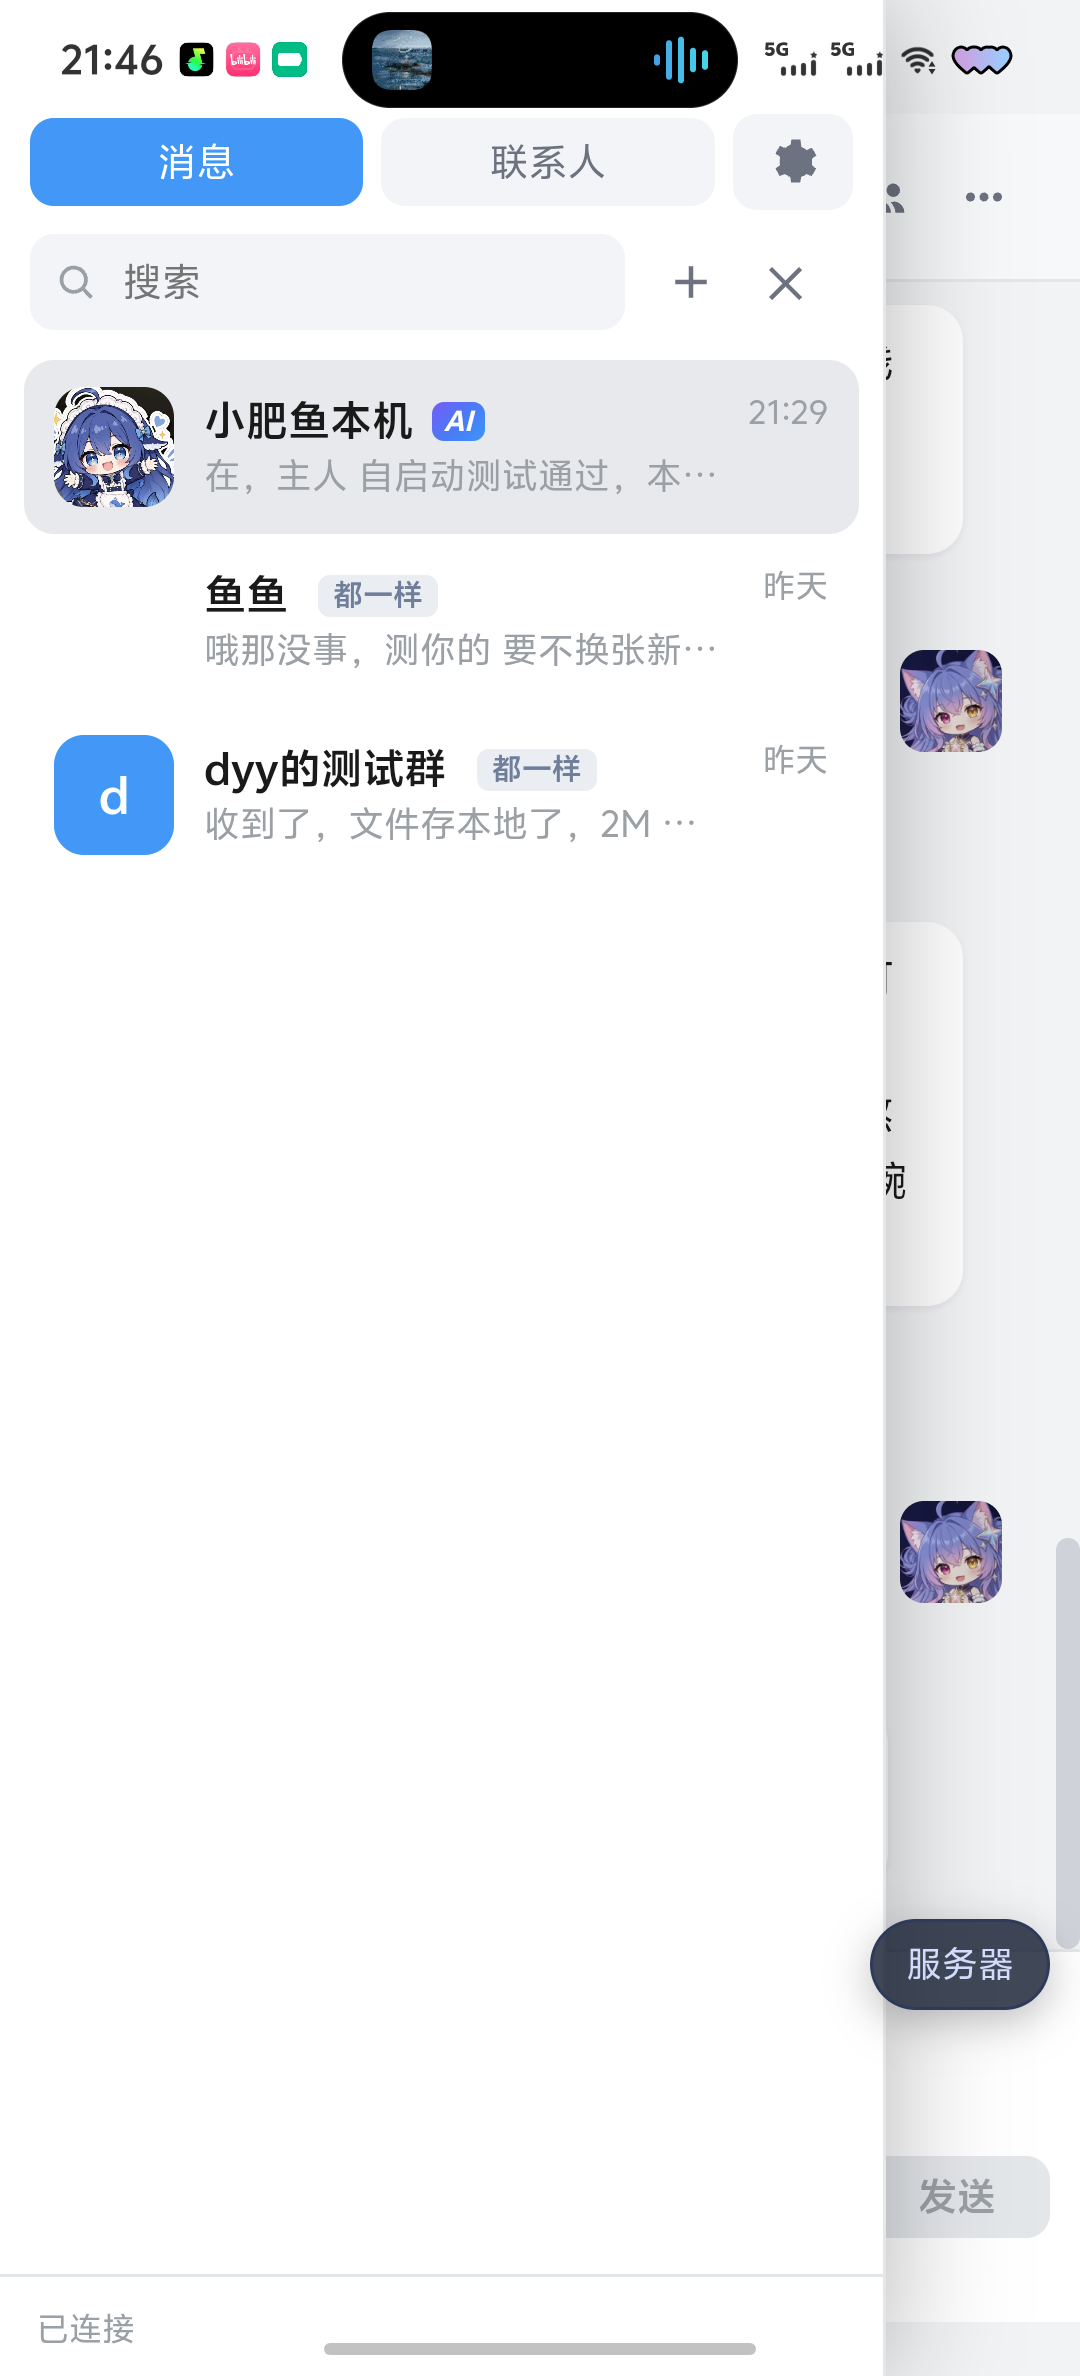 21:46
5G 5G
消息 联系人
搜索
小肥鱼本机 AI 21:29
在，主人 自启动测试通过，本…
鱼鱼 都一样 昨天
哦那没事，测你的 要不换张新…
d
dyy的测试群 都一样 昨天
收到了，文件存本地了，2M …
服务器
发送
已连接